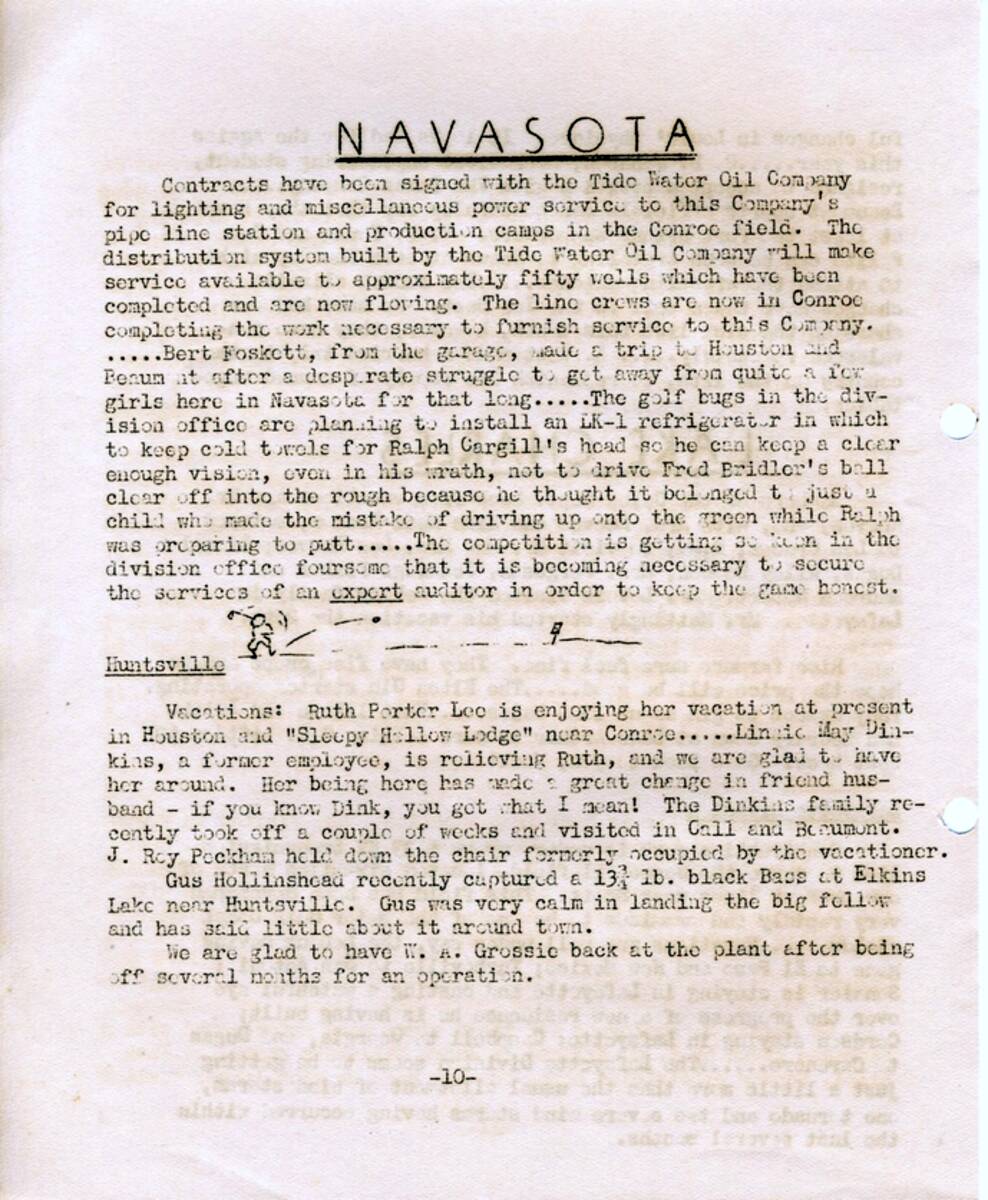 NAVASOTA
Contracts have been signed with the Tide Water Oil Company
for lighting and miscellaneous power service to this Company's
pipe line station and production camps in the Conroe field. The
distribution system built by the Tide Water Oil Company will make
service available to approximately fifty wells which have been
completed and are now flowing. The line crews are now in Conroe
completing the work necessary to furnish service to this Company.
.....Bert Foskett, from the garage, made a trip to Houston and
Beaumont after a desperate struggle to get away from quite a few
girls here in Navasota for that long.....The golf bugs in the div-
ision office are planning to install an LK-1 refrigerator in which
to keep cold towels for Ralph Cargill's head so he can keep a clear
enough vision, even in his wrath, not to drive Fred Bridler's ball
clear off into the rough because he thought it belonged to just a
child who made the mistake of driving up onto the green while Ralph
was preparing to putt.....The competition is getting so keen in the
division office foursome that it is becoming necessary to secure
the services of an expert auditor in order to keep the game honest.
Huntsville
Vacations: Ruth Porter Lee is enjoying her vacation at present
in Houston and "Sleepy Hollow Lodge" near Conroe.....Linnie May Din-
kins, a former employee, is relieving Ruth, and we are glad to have
her around. Her being here has made a great change in friend hus-
band - if you know Dink, you get what I mean! The Dinkins family re-
cently took off a couple of weeks and visited in Call and Beaumont.
J. Roy Peckham held down the chair formerly occupied by the vacationer.
Gus Hollinshead recently captured a 13¾ lb. black Bass at Elkins
Lake near Huntsville. Gus was very calm in landing the big fellow
and has said little about it around town.
We are glad to have W. A. Grossie back at the plant after being
off several months for an operation.
-10-